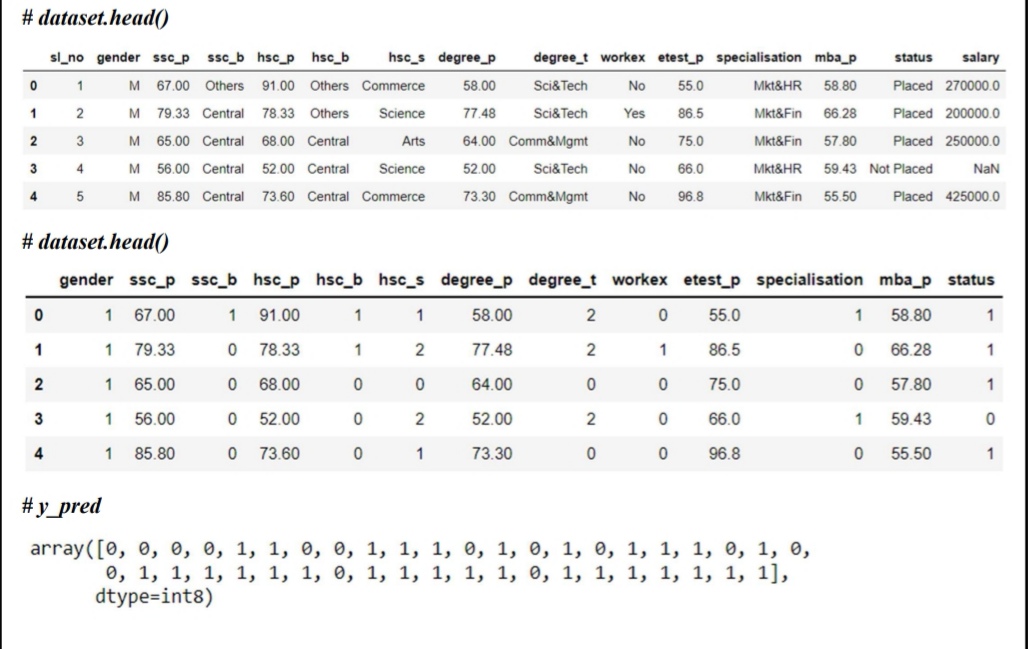 # dataset.head()
sl_no gender ssc_p ssc_b hsc_p hsc_b hsc_s degree_p degree_t workex etest_p specialisation mba_p status salary
0 1 M 67.00 Others 91.00 Others Commerce 58.00 Sci&Tech No 55.0 Mkt&HR 58.80 Placed 270000.0
1 2 M 79.33 Central 78.33 Others Science 77.48 Sci&Tech Yes 86.5 Mkt&Fin 66.28 Placed 200000.0
2 3 M 65.00 Central 68.00 Central Arts 64.00 Comm&Mgmt No 75.0 Mkt&Fin 57.80 Placed 250000.0
3 4 M 56.00 Central 52.00 Central Science 52.00 Sci&Tech No 66.0 Mkt&HR 59.43 Not Placed NaN
4 5 M 85.80 Central 73.60 Central Commerce 73.30 Comm&Mgmt No 96.8 Mkt&Fin 55.50 Placed 425000.0
# dataset.head()
gender ssc_p ssc_b hsc_p hsc_b hsc_s degree_p degree_t workex etest_p specialisation mba_p status
0 1 67.00 1 91.00 1 1 58.00 2 0 55.0 1 58.80 1
1 1 79.33 0 78.33 1 2 77.48 2 1 86.5 0 66.28 1
2 1 65.00 0 68.00 0 0 64.00 0 0 75.0 0 57.80 1
3 1 56.00 0 52.00 0 2 52.00 2 0 66.0 1 59.43 0
4 1 85.80 0 73.60 0 1 73.30 0 0 96.8 0 55.50 1
# y_pred
array([0, 0, 0, 0, 1, 1, 0, 0, 1, 1, 1, 0, 1, 0, 1, 0, 1, 1, 1, 0, 1, 0,
0, 1, 1, 1, 1, 1, 1, 0, 1, 1, 1, 1, 1, 0, 1, 1, 1, 1, 1, 1, 1],
dtype=int8)